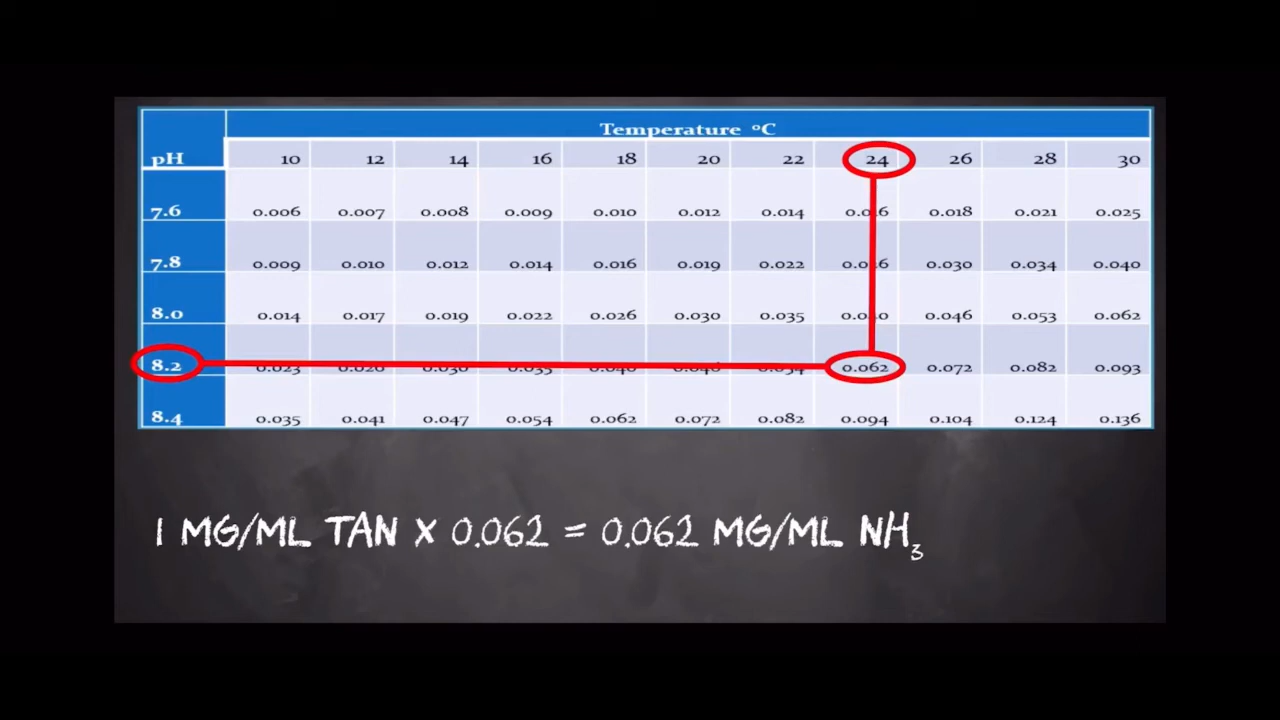 Temperature °C
pH 10 12 14 16 18 20 22 24 26 28 30
7.6 0.006 0.007 0.008 0.009 0.010 0.012 0.014 0.018 0.021 0.025
7.8 0.009 0.010 0.012 0.014 0.016 0.019 0.022 0.030 0.034 0.040
8.0 0.014 0.017 0.019 0.022 0.026 0.030 0.035 0.046 0.053 0.062
8.2 0.062 0.072 0.082 0.093
8.4 0.035 0.041 0.047 0.054 0.062 0.072 0.082 0.094 0.104 0.124 0.136
1 MG/ML TAN X 0.062 = 0.062 MG/ML NH₃